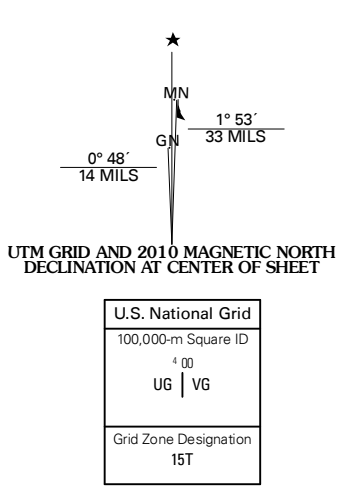 ★
MN
1° 53´
33 MILS
GN
0° 48´
14 MILS
UTM GRID AND 2010 MAGNETIC NORTH
DECLINATION AT CENTER OF SHEET
U.S. National Grid
100,000-m Square ID
4 00
UG VG
Grid Zone Designation
15T